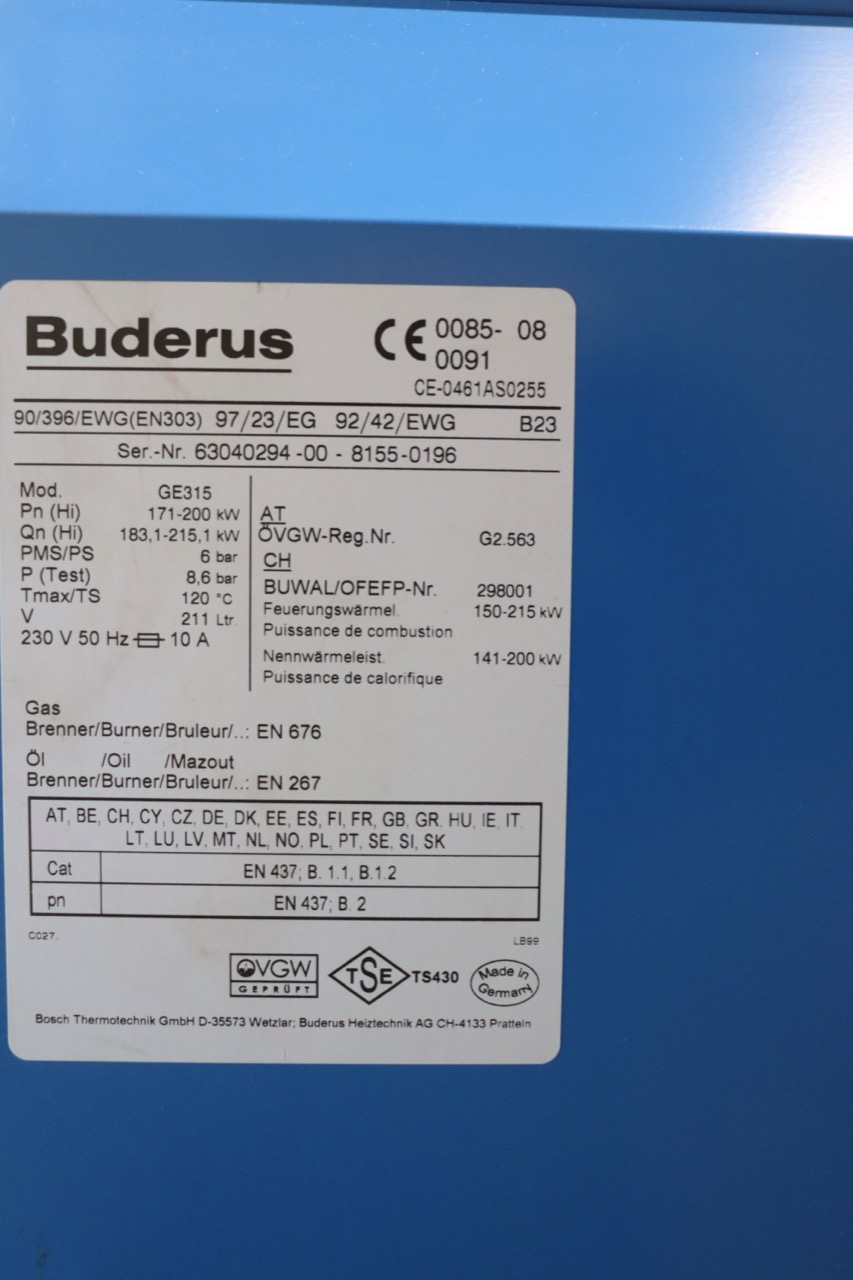 Buderus
CE 0085- 08
0091
CE-0461AS0255
90/396/EWG(EN303) 97/23/EG 92/42/EWG B23
Ser.-Nr. 63040294-00 - 8155-0196
Mod. GE315
Pn (Hi) 171-200 kW
Qn (Hi) 183,1-215,1 kW
PMS/PS 6 bar
P (Test) 8,6 bar
Tmax/TS 120 °C
V 211 Ltr.
230 V 50 Hz 10 A
AT
ÖVGW-Reg.Nr. G2.563
CH
BUWAL/OFEFP-Nr. 298001
Feuerungswärmel. 150-215 kW
Puissance de combustion
Nennwärmeleist. 141-200 kW
Puissance de calorifique
Gas
Brenner/Burner/Bruleur/..: EN 676
Öl /Oil /Mazout
Brenner/Burner/Bruleur/..: EN 267
AT, BE, CH, CY, CZ, DE, DK, EE, ES, FI, FR, GB, GR, HU, IE, IT,
LT, LU, LV, MT, NL, NO, PL, PT, SE, SI, SK
Cat EN 437; B. 1.1, B.1.2
pn EN 437; B. 2
C027.
LB99
ÖVGW
GEPRÜFT
TSE
TS430
Made in
Germany
Bosch Thermotechnik GmbH D-35573 Wetzlar; Buderus Heiztechnik AG CH-4133 Pratteln